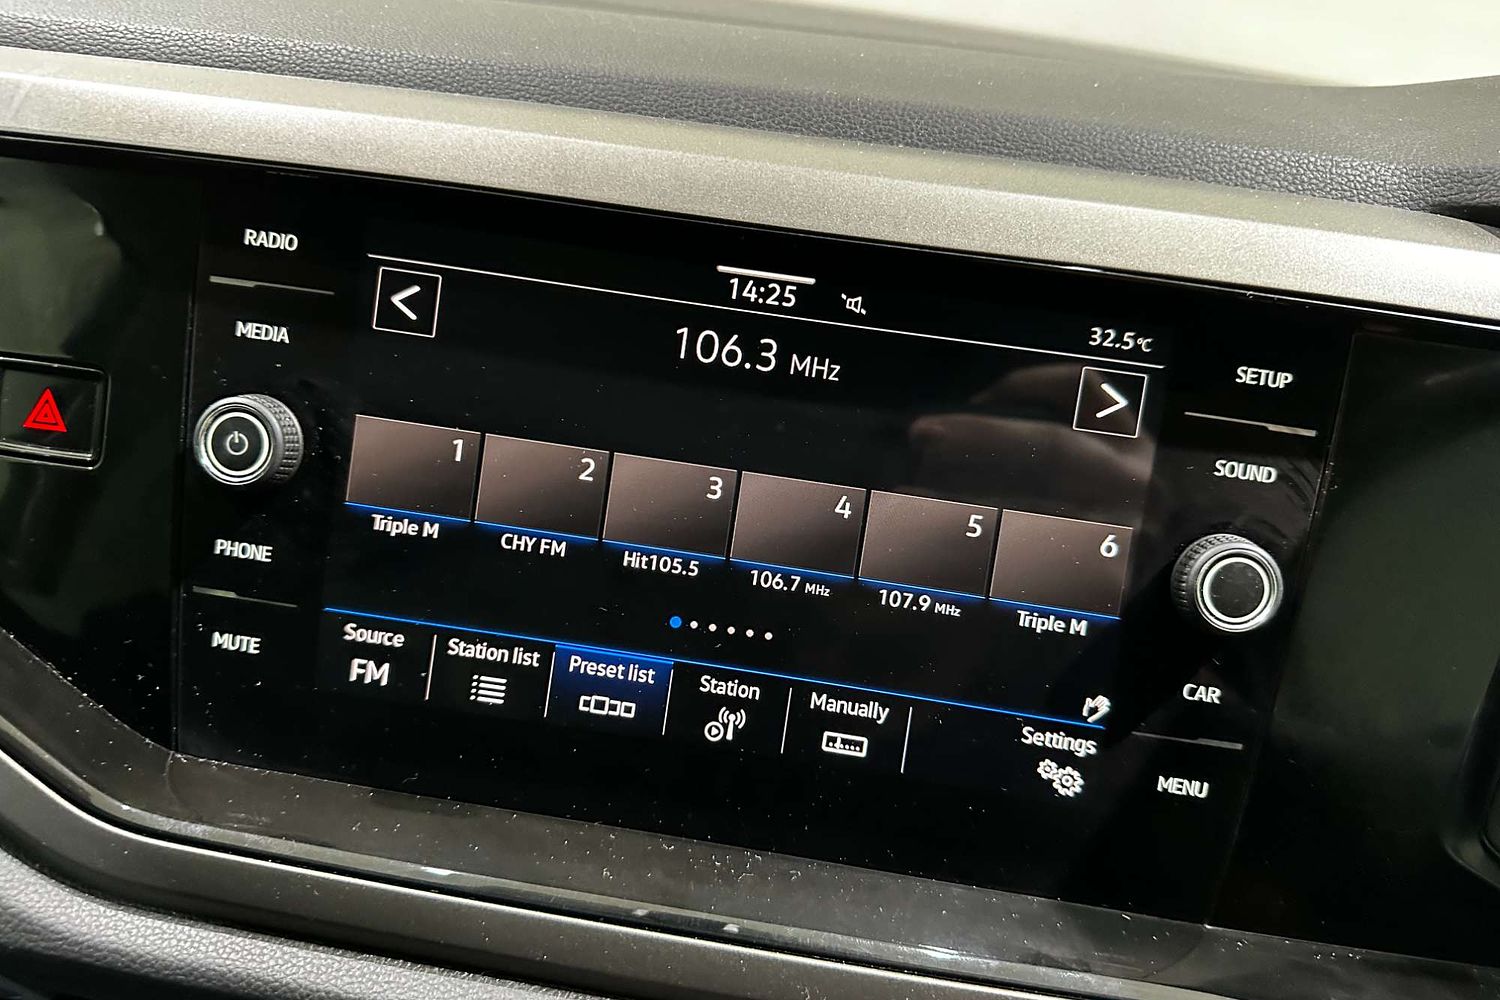 RADIO
MEDIA
PHONE
MUTE
14:25
32.5°C
106.3 MHz
1
Triple M
2
CHY FM
3
Hit105.5
4
106.7 MHz
5
107.9 MHz
6
Triple M
Source
FM
Station list
Preset list
Station
Manually
Settings
SETUP
SOUND
CAR
MENU